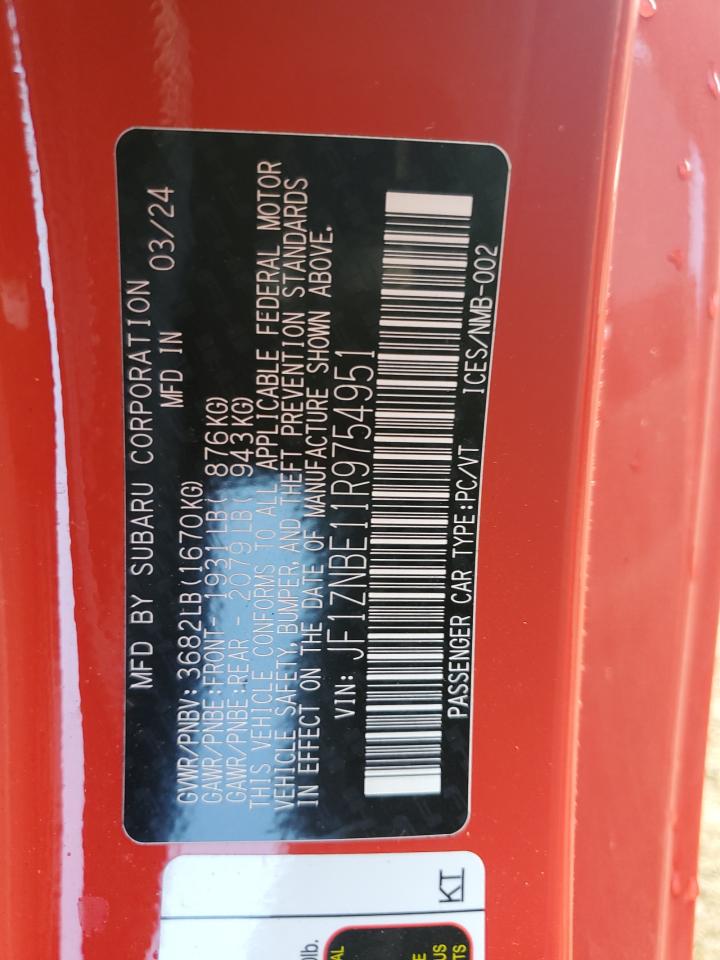 MFD BY SUBARU CORPORATION
MFD IN 03/24
GVWR/PNBV: 3682LB(1670KG)
GAWR/PNBE:FRONT- 1931LB( 876KG)
GAWR/PNBE:REAR - 2079LB( 943KG)
THIS VEHICLE CONFORMS TO ALL APPLICABLE FEDERAL MOTOR
VEHICLE SAFETY, BUMPER, AND THEFT PREVENTION STANDARDS
IN EFFECT ON THE DATE OF MANUFACTURE SHOWN ABOVE.
VIN: JF1ZNBE11R9754951
PASSENGER CAR TYPE:PC/VT ICES/NMB-002
lb.
KT